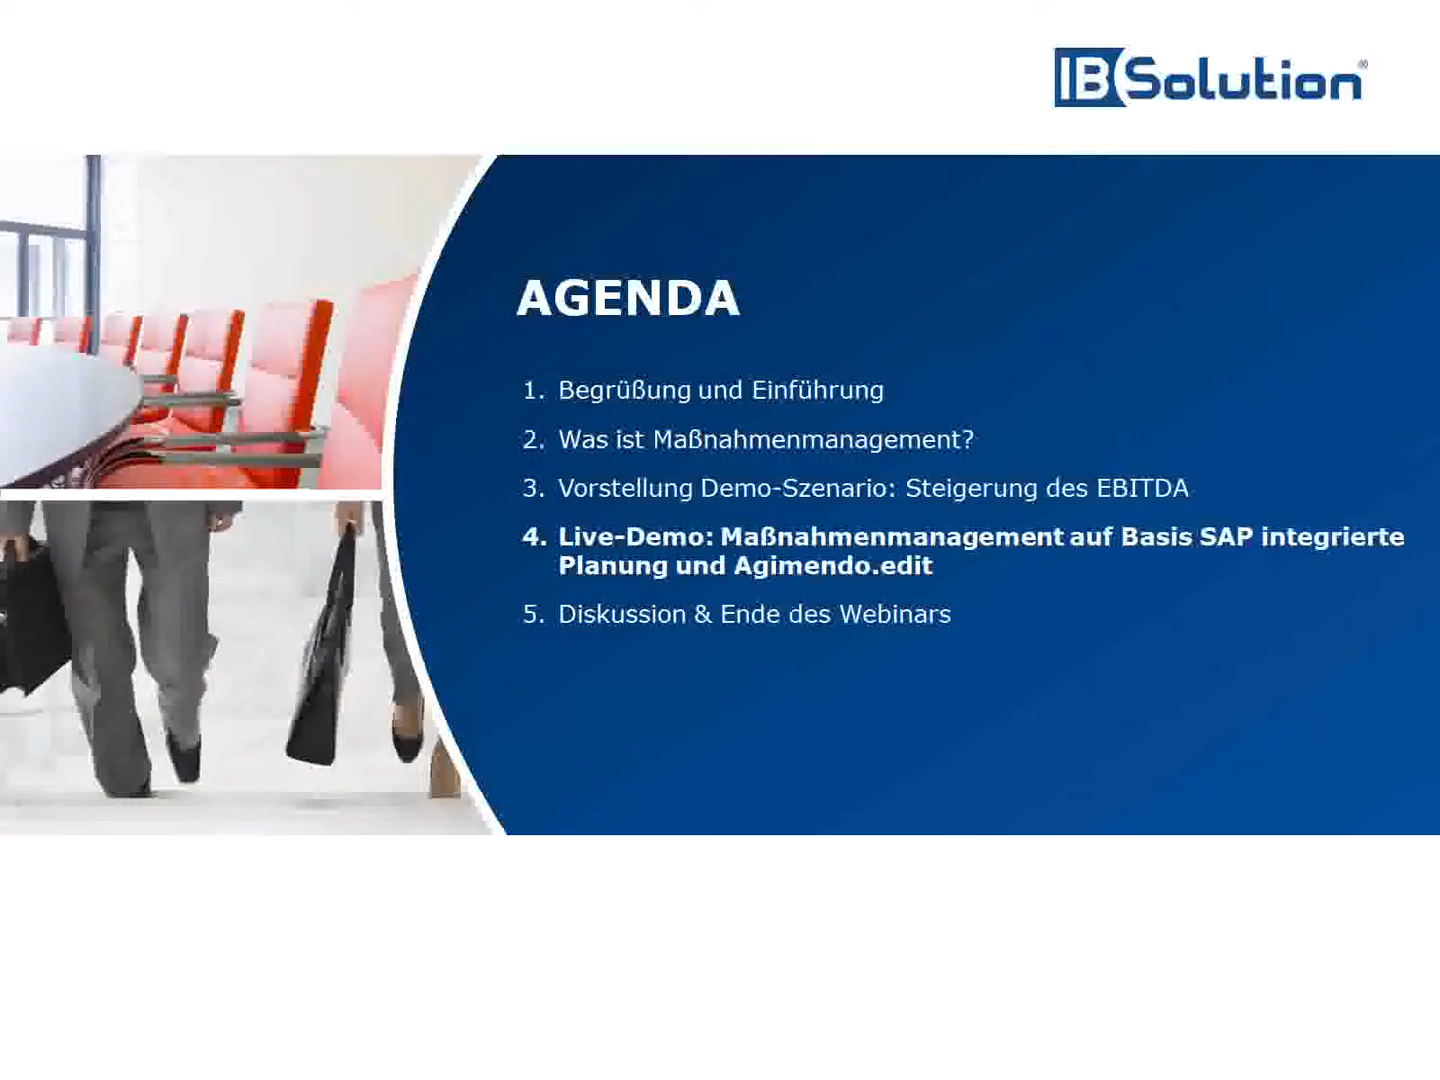 IBSolution®
AGENDA
1. Begrüßung und Einführung
2. Was ist Maßnahmenmanagement?
3. Vorstellung Demo-Szenario: Steigerung des EBITDA
4. Live-Demo: Maßnahmenmanagement auf Basis SAP integrierte
Planung und Agimendo.edit
5. Diskussion & Ende des Webinars